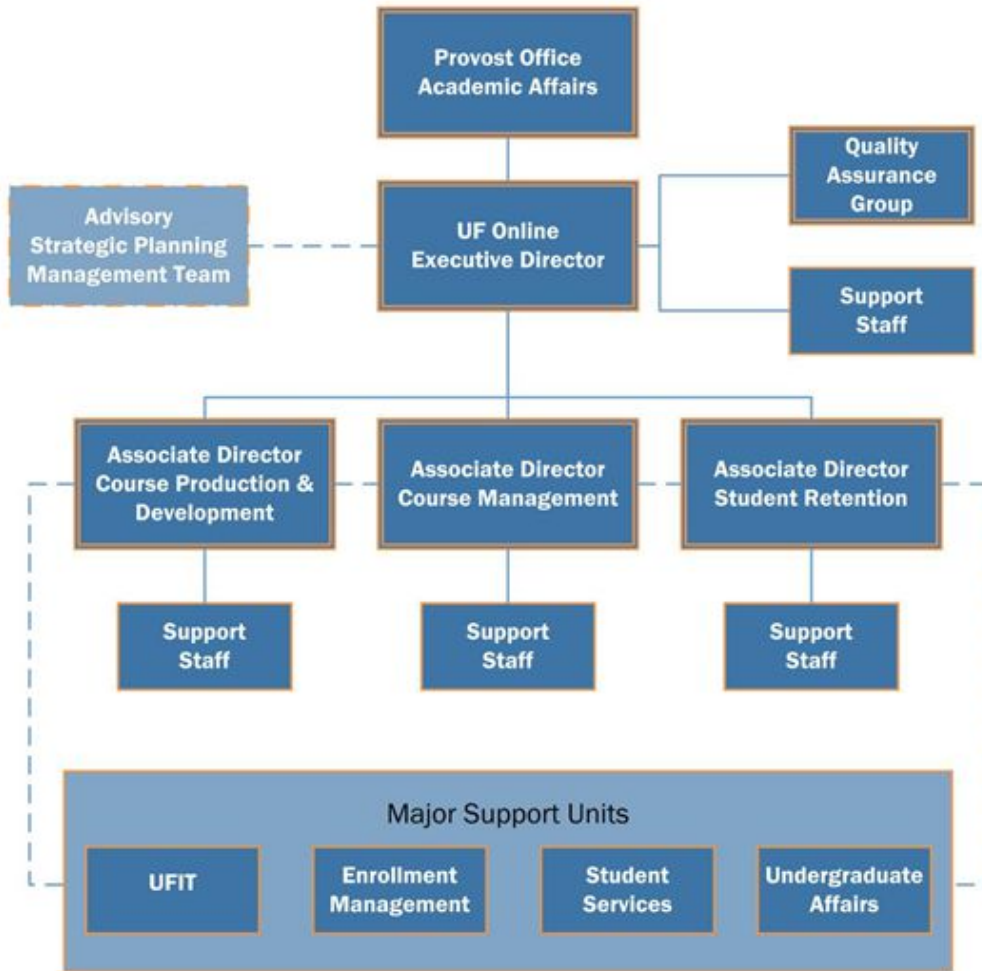 Provost Office
Academic Affairs
Quality
Assurance
Group
Advisory
Strategic Planning
Management Team
UF Online
Executive Director
Support
Staff
Associate Director
Course Production &
Development
Associate Director
Course Management
Associate Director
Student Retention
Support
Staff
Support
Staff
Support
Staff
Major Support Units
UFIT
Enrollment
Management
Student
Services
Undergraduate
Affairs